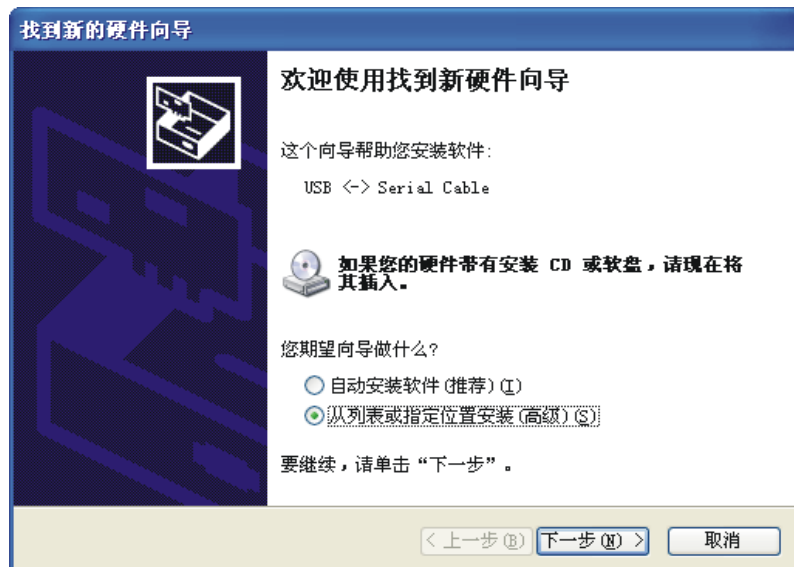 找到新的硬件向导
欢迎使用找到新硬件向导
这个向导帮助您安装软件:
USB <-> Serial Cable
如果您的硬件带有安装 CD 或软盘，请现在将
其插入。
您期望向导做什么?
自动安装软件(推荐)(I)
从列表或指定位置安装(高级)(S)
要继续，请单击“下一步”。
< 上一步(B) 下一步(N) > 取消